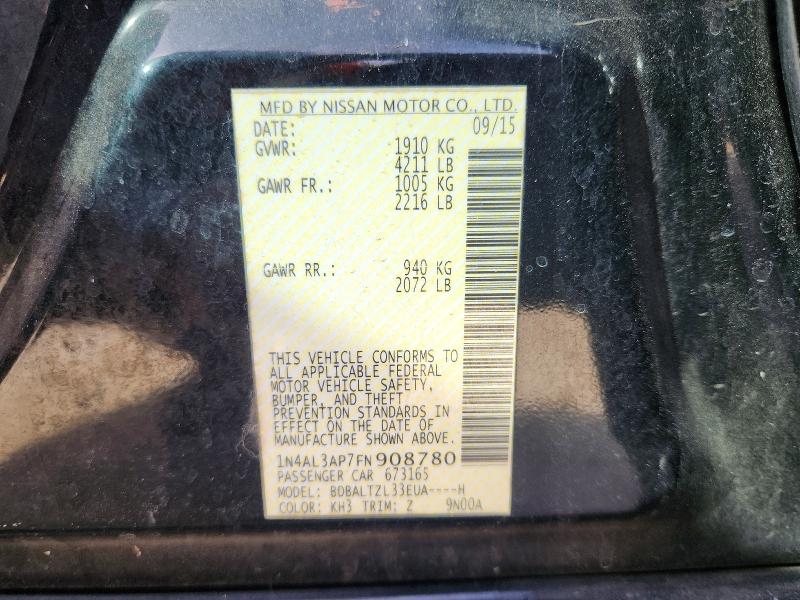 MFD BY NISSAN MOTOR CO., LTD.
DATE: 09/15
GVWR: 1910 KG
4211 LB
GAWR FR.: 1005 KG
2216 LB
GAWR RR.: 940 KG
2072 LB
THIS VEHICLE CONFORMS TO
ALL APPLICABLE FEDERAL
MOTOR VEHICLE SAFETY,
BUMPER, AND THEFT
PREVENTION STANDARDS IN
EFFECT ON THE DATE OF
MANUFACTURE SHOWN ABOVE.
1N4AL3AP7FN908780
PASSENGER CAR 673165
MODEL: BDBALTZL33EUA----H
COLOR: KH3 TRIM: Z 9N00A